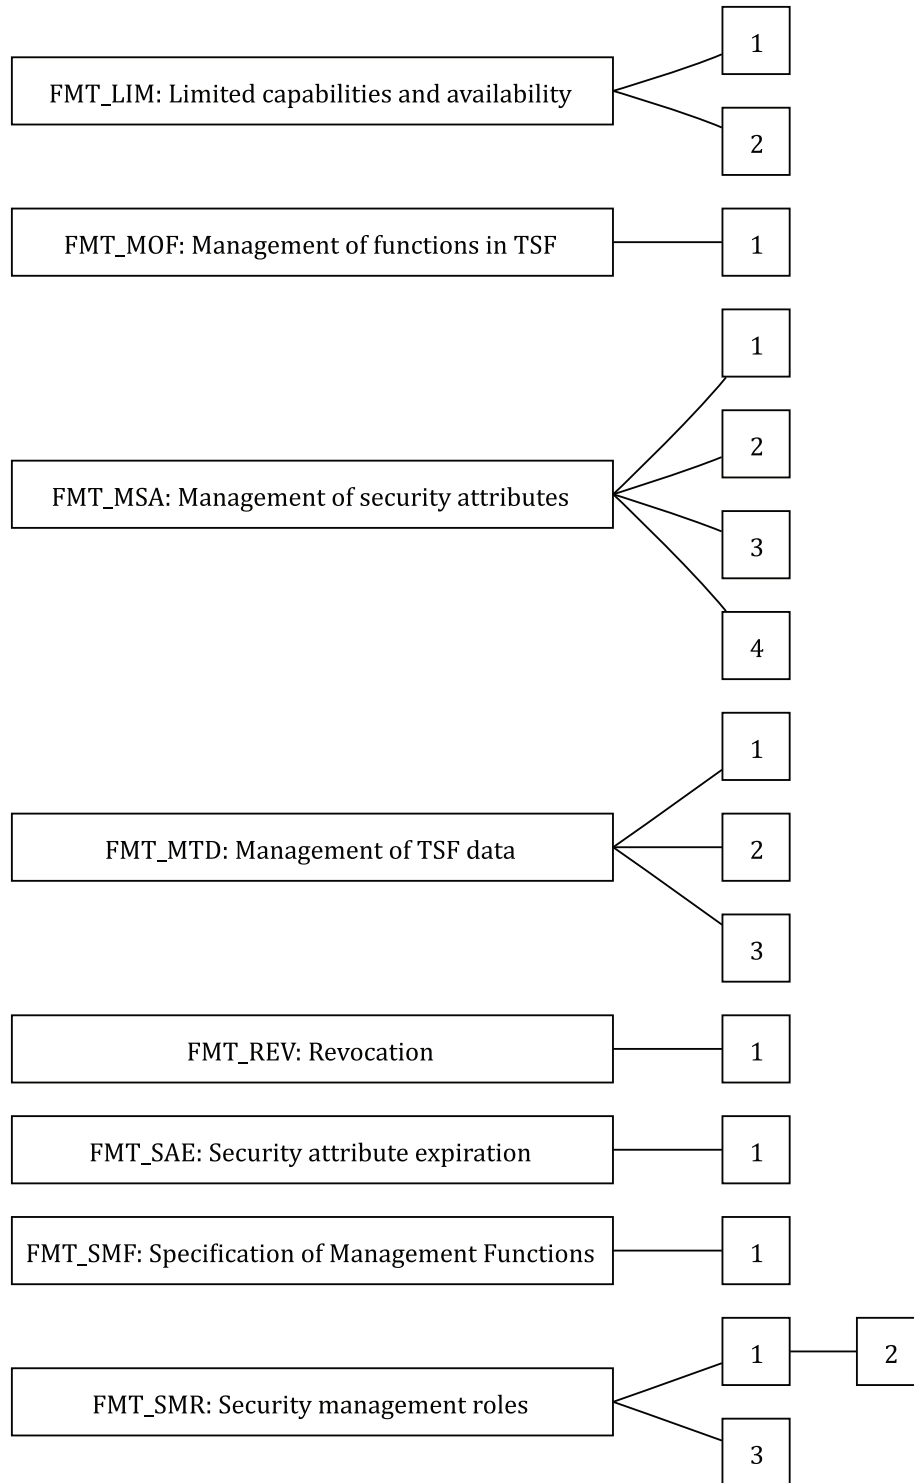 1
FMT_LIM: Limited capabilities and availability
2
FMT_MOF: Management of functions in TSF
1
1
2
FMT_MSA: Management of security attributes
3
4
1
FMT_MTD: Management of TSF data
2
3
FMT_REV: Revocation
1
FMT_SAE: Security attribute expiration
1
FMT_SMF: Specification of Management Functions
1
1
2
FMT_SMR: Security management roles
3